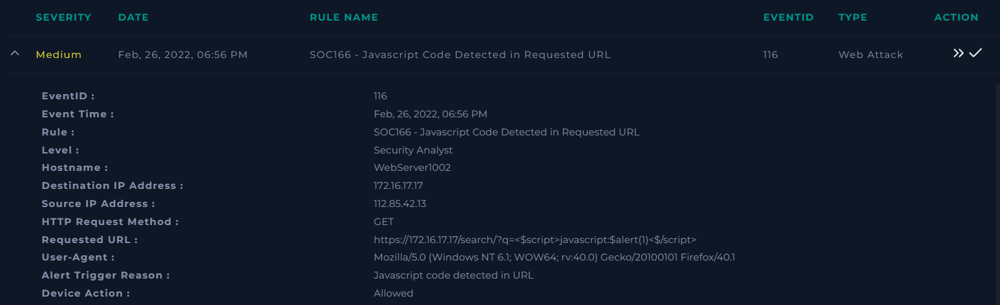 SEVERITY DATE RULE NAME EVENTID TYPE ACTION
Medium Feb, 26, 2022, 06:56 PM SOC166 - Javascript Code Detected in Requested URL 116 Web Attack
EventID : 116
Event Time : Feb, 26, 2022, 06:56 PM
Rule : SOC166 - Javascript Code Detected in Requested URL
Level : Security Analyst
Hostname : WebServer1002
Destination IP Address : 172.16.17.17
Source IP Address : 112.85.42.13
HTTP Request Method : GET
Requested URL : https://172.16.17.17/search/?q=<$script>javascript:$alert(1)<$/script>
User-Agent : Mozilla/5.0 (Windows NT 6.1; WOW64; rv:40.0) Gecko/20100101 Firefox/40.1
Alert Trigger Reason : Javascript code detected in URL
Device Action : Allowed